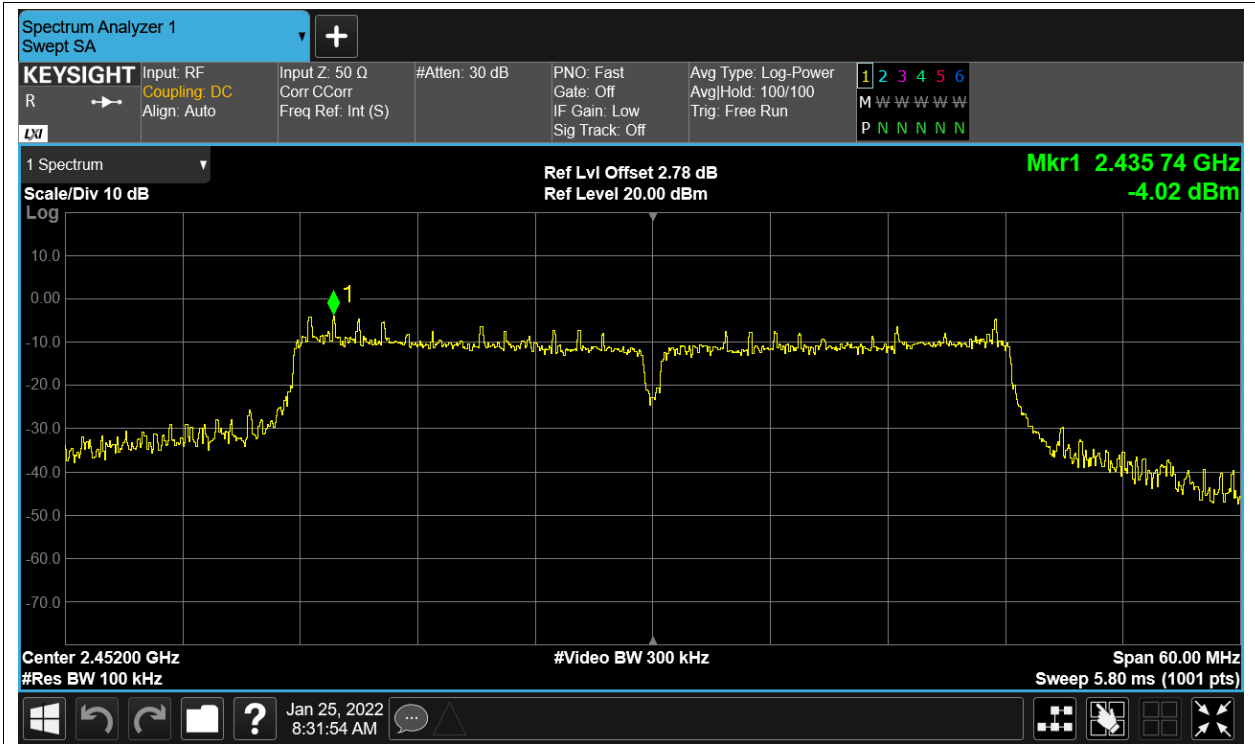 Spectrum Analyzer 1
Swept SA
KEYSIGHT
R
LXI
Input: RF
Coupling: DC
Align: Auto
Input Z: 50 Ω
Corr CCorr
Freq Ref: Int (S)
#Atten: 30 dB
PNO: Fast
Gate: Off
IF Gain: Low
Sig Track: Off
Avg Type: Log-Power
Avg|Hold: 100/100
Trig: Free Run
1 2 3 4 5 6
M W W W W W
P N N N N N
1 Spectrum
Scale/Div 10 dB
Log
Ref Lvl Offset 2.78 dB
Ref Level 20.00 dBm
Mkr1 2.435 74 GHz
-4.02 dBm
10.0
0.00
-10.0
-20.0
-30.0
-40.0
-50.0
-60.0
-70.0
1
Center 2.45200 GHz
#Res BW 100 kHz
#Video BW 300 kHz
Span 60.00 MHz
Sweep 5.80 ms (1001 pts)
?
Jan 25, 2022
8:31:54 AM